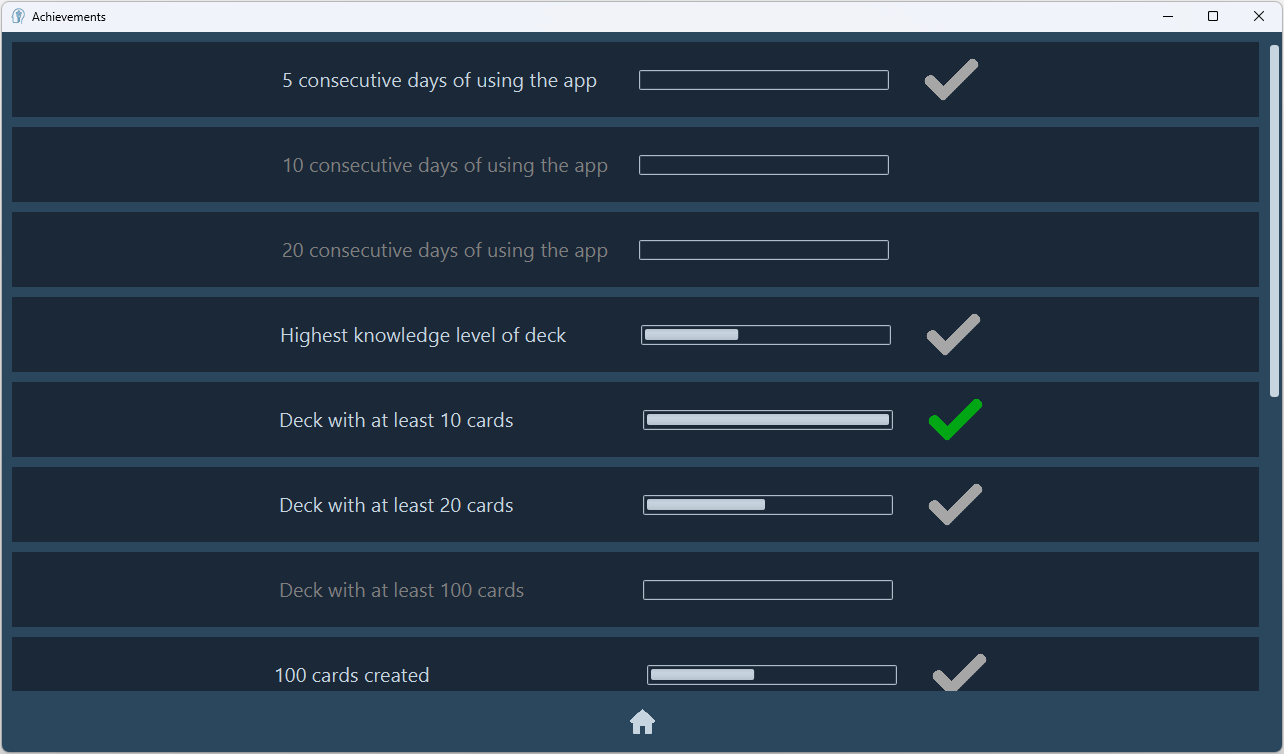 Achievements
5 consecutive days of using the app
10 consecutive days of using the app
20 consecutive days of using the app
Highest knowledge level of deck
Deck with at least 10 cards
Deck with at least 20 cards
Deck with at least 100 cards
100 cards created